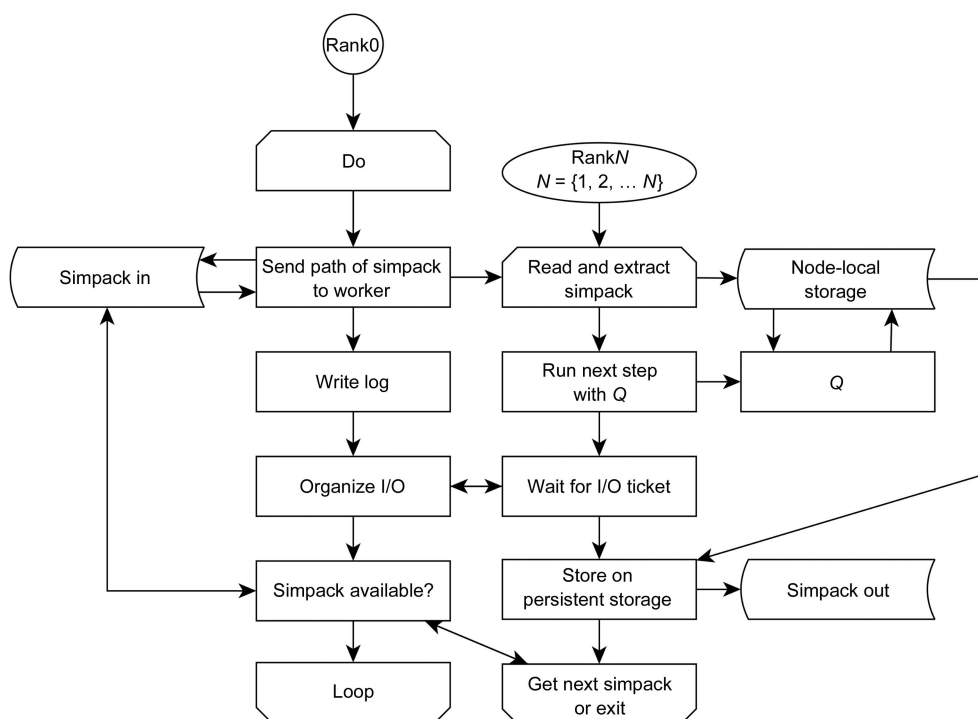 Rank0
Do
RankN
N = {1, 2, … N}
Simpack in
Send path of simpack
to worker
Read and extract
simpack
Node-local
storage
Write log
Run next step
with Q
Q
Organize I/O
Wait for I/O ticket
Simpack available?
Store on
persistent storage
Simpack out
Loop
Get next simpack
or exit